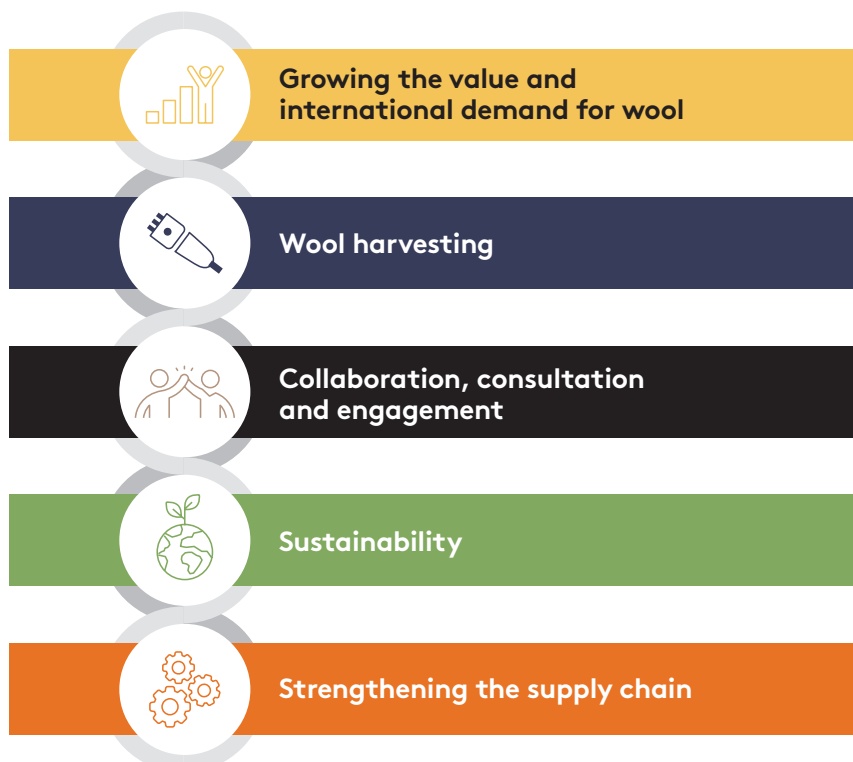 Growing the value and
international demand for wool
Wool harvesting
Collaboration, consultation
and engagement
Sustainability
Strengthening the supply chain